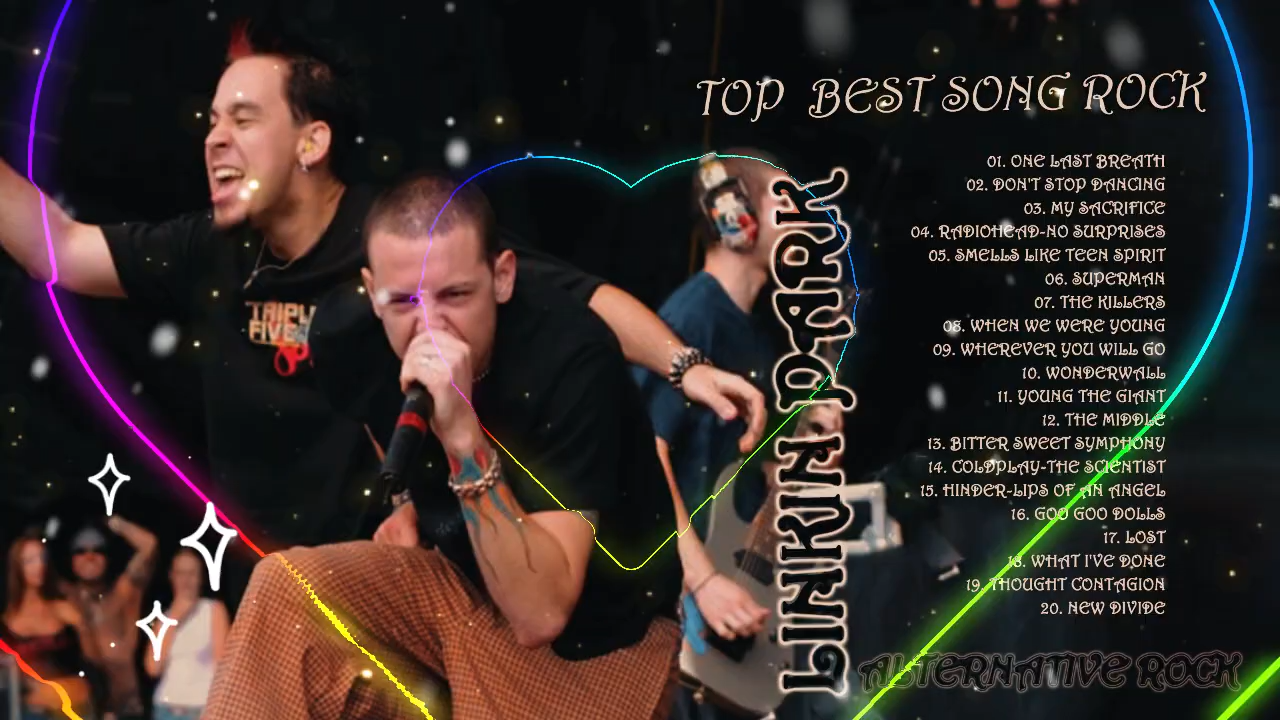 TOP BEST SONG ROCK
01. ONE LAST BREATH
02. DON'T STOP DANCING
03. MY SACRIFICE
04. RADIOHEAD-NO SURPRISES
05. SMELLS LIKE TEEN SPIRIT
06. SUPERMAN
07. THE KILLERS
08. WHEN WE WERE YOUNG
09. WHEREVER YOU WILL GO
10. WONDERWALL
11. YOUNG THE GIANT
12. THE MIDDLE
13. BITTER SWEET SYMPHONY
14. COLDPLAY-THE SCIENTIST
15. HINDER-LIPS OF AN ANGEL
16. GOO GOO DOLLS
17. LOST
18. WHAT I'VE DONE
19. THOUGHT CONTAGION
20. NEW DIVIDE
LINKIN PARK
ALTERNATIVE ROCK
TRIPLE
FIVE